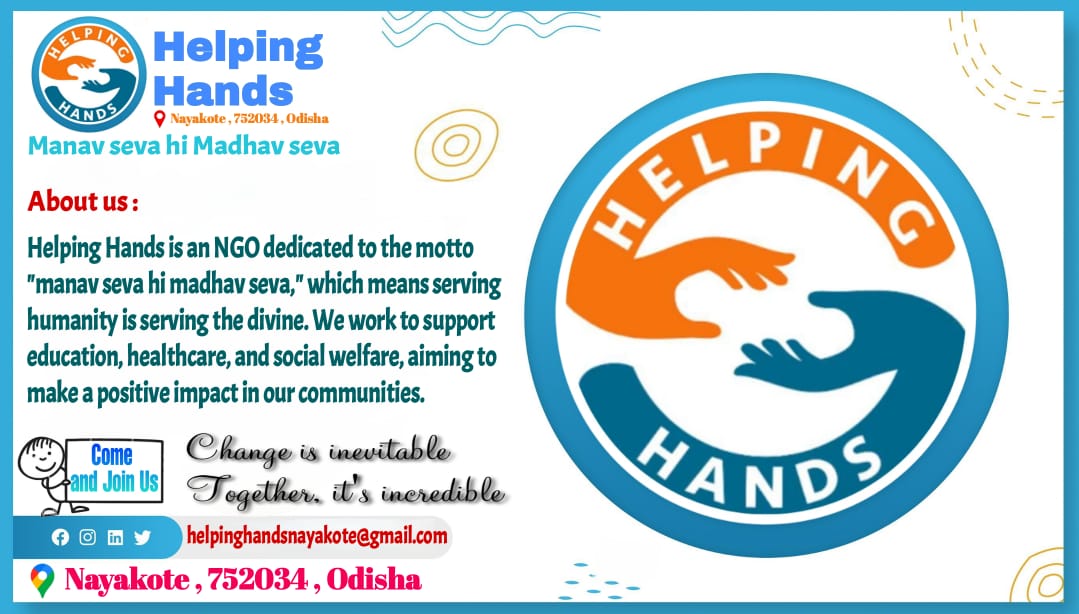 HELPING
HANDS
Helping
Hands
Nayakote , 752034 , Odisha
Manav seva hi Madhav seva
About us :
Helping Hands is an NGO dedicated to the motto
"manav seva hi madhav seva," which means serving
humanity is serving the divine. We work to support
education, healthcare, and social welfare, aiming to
make a positive impact in our communities.
Come
and Join Us
Change is inevitable
Together, it's incredible
helpinghandsnayakote@gmail.com
Nayakote , 752034 , Odisha
HELPING
HANDS